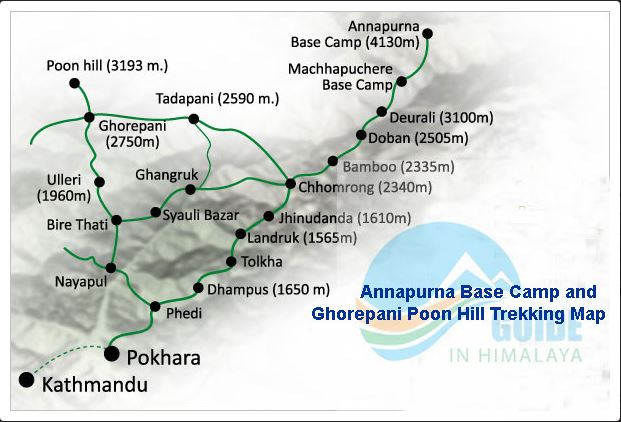 Annapurna
Base Camp (4130m)
Poon hill (3193 m.)
Machhapuchere
Base Camp
Tadapani (2590 m.)
Deurali (3100m)
Ghorepani
(2750m)
Doban (2505m)
Bamboo (2335m)
Ghangruk
Ulleri
(1960m)
Chhomrong (2340m)
Bire Thati
Syauli Bazar
Jhinudanda (1610m)
Landruk (1565m)
Tolkha
Nayapul
Dhampus (1650 m)
Phedi
Annapurna Base Camp and
Ghorepani Poon Hill Trekking Map
GUIDE
IN HIMALAYA
Pokhara
Kathmandu